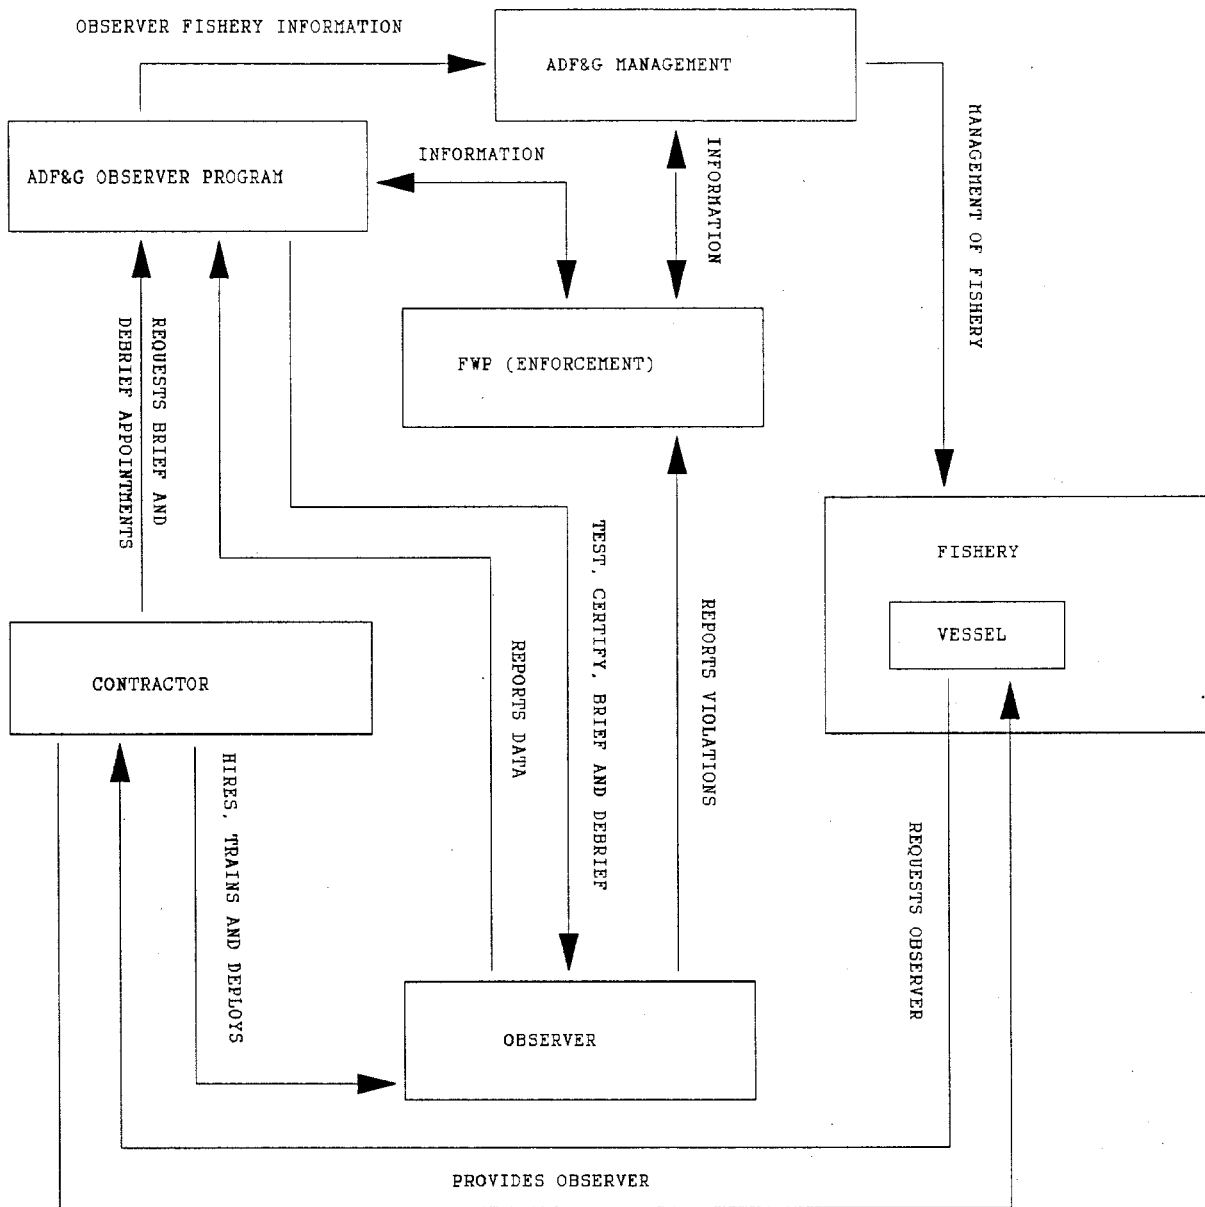 OBSERVER FISHERY INFORMATION
ADF&G MANAGEMENT
ADF&G OBSERVER PROGRAM
INFORMATION
INFORMATION
MANAGEMENT OF FISHERY
FWP (ENFORCEMENT)
REQUESTS BRIEF AND
DEBRIEF APPOINTMENTS
FISHERY
VESSEL
CONTRACTOR
REPORTS DATA
TEST, CERTIFY, BRIEF AND DEBRIEF
REPORTS VIOLATIONS
HIRES, TRAINS AND DEPLOYS
REQUESTS OBSERVER
OBSERVER
PROVIDES OBSERVER